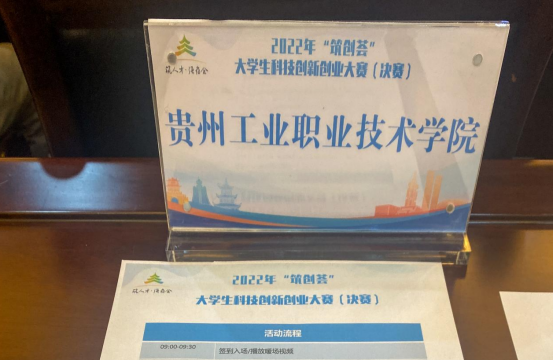 2022年“筑创荟”
大学生科技创新创业大赛（决赛）
筑人才·强省会
贵州工业职业技术学院
2022年“筑创荟”
筑人才·强省会
大学生科技创新创业大赛（决赛）
活动流程
09:00-09:30 签到入场/播放暖场视频